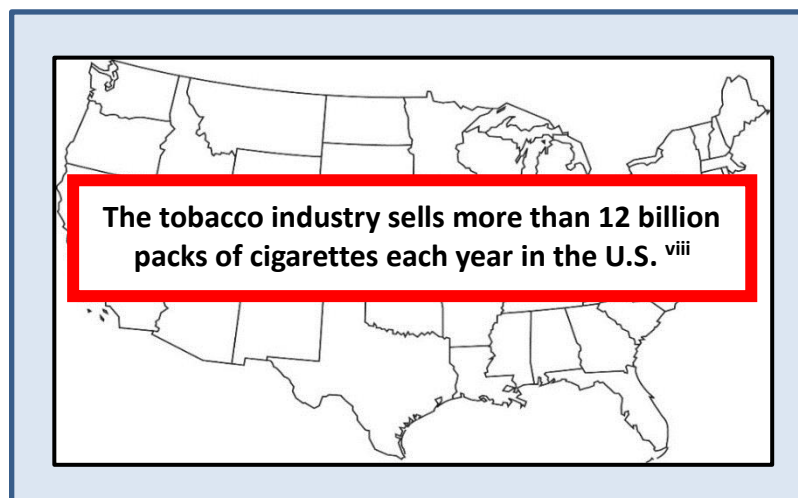 The tobacco industry sells more than 12 billion
packs of cigarettes each year in the U.S. viii